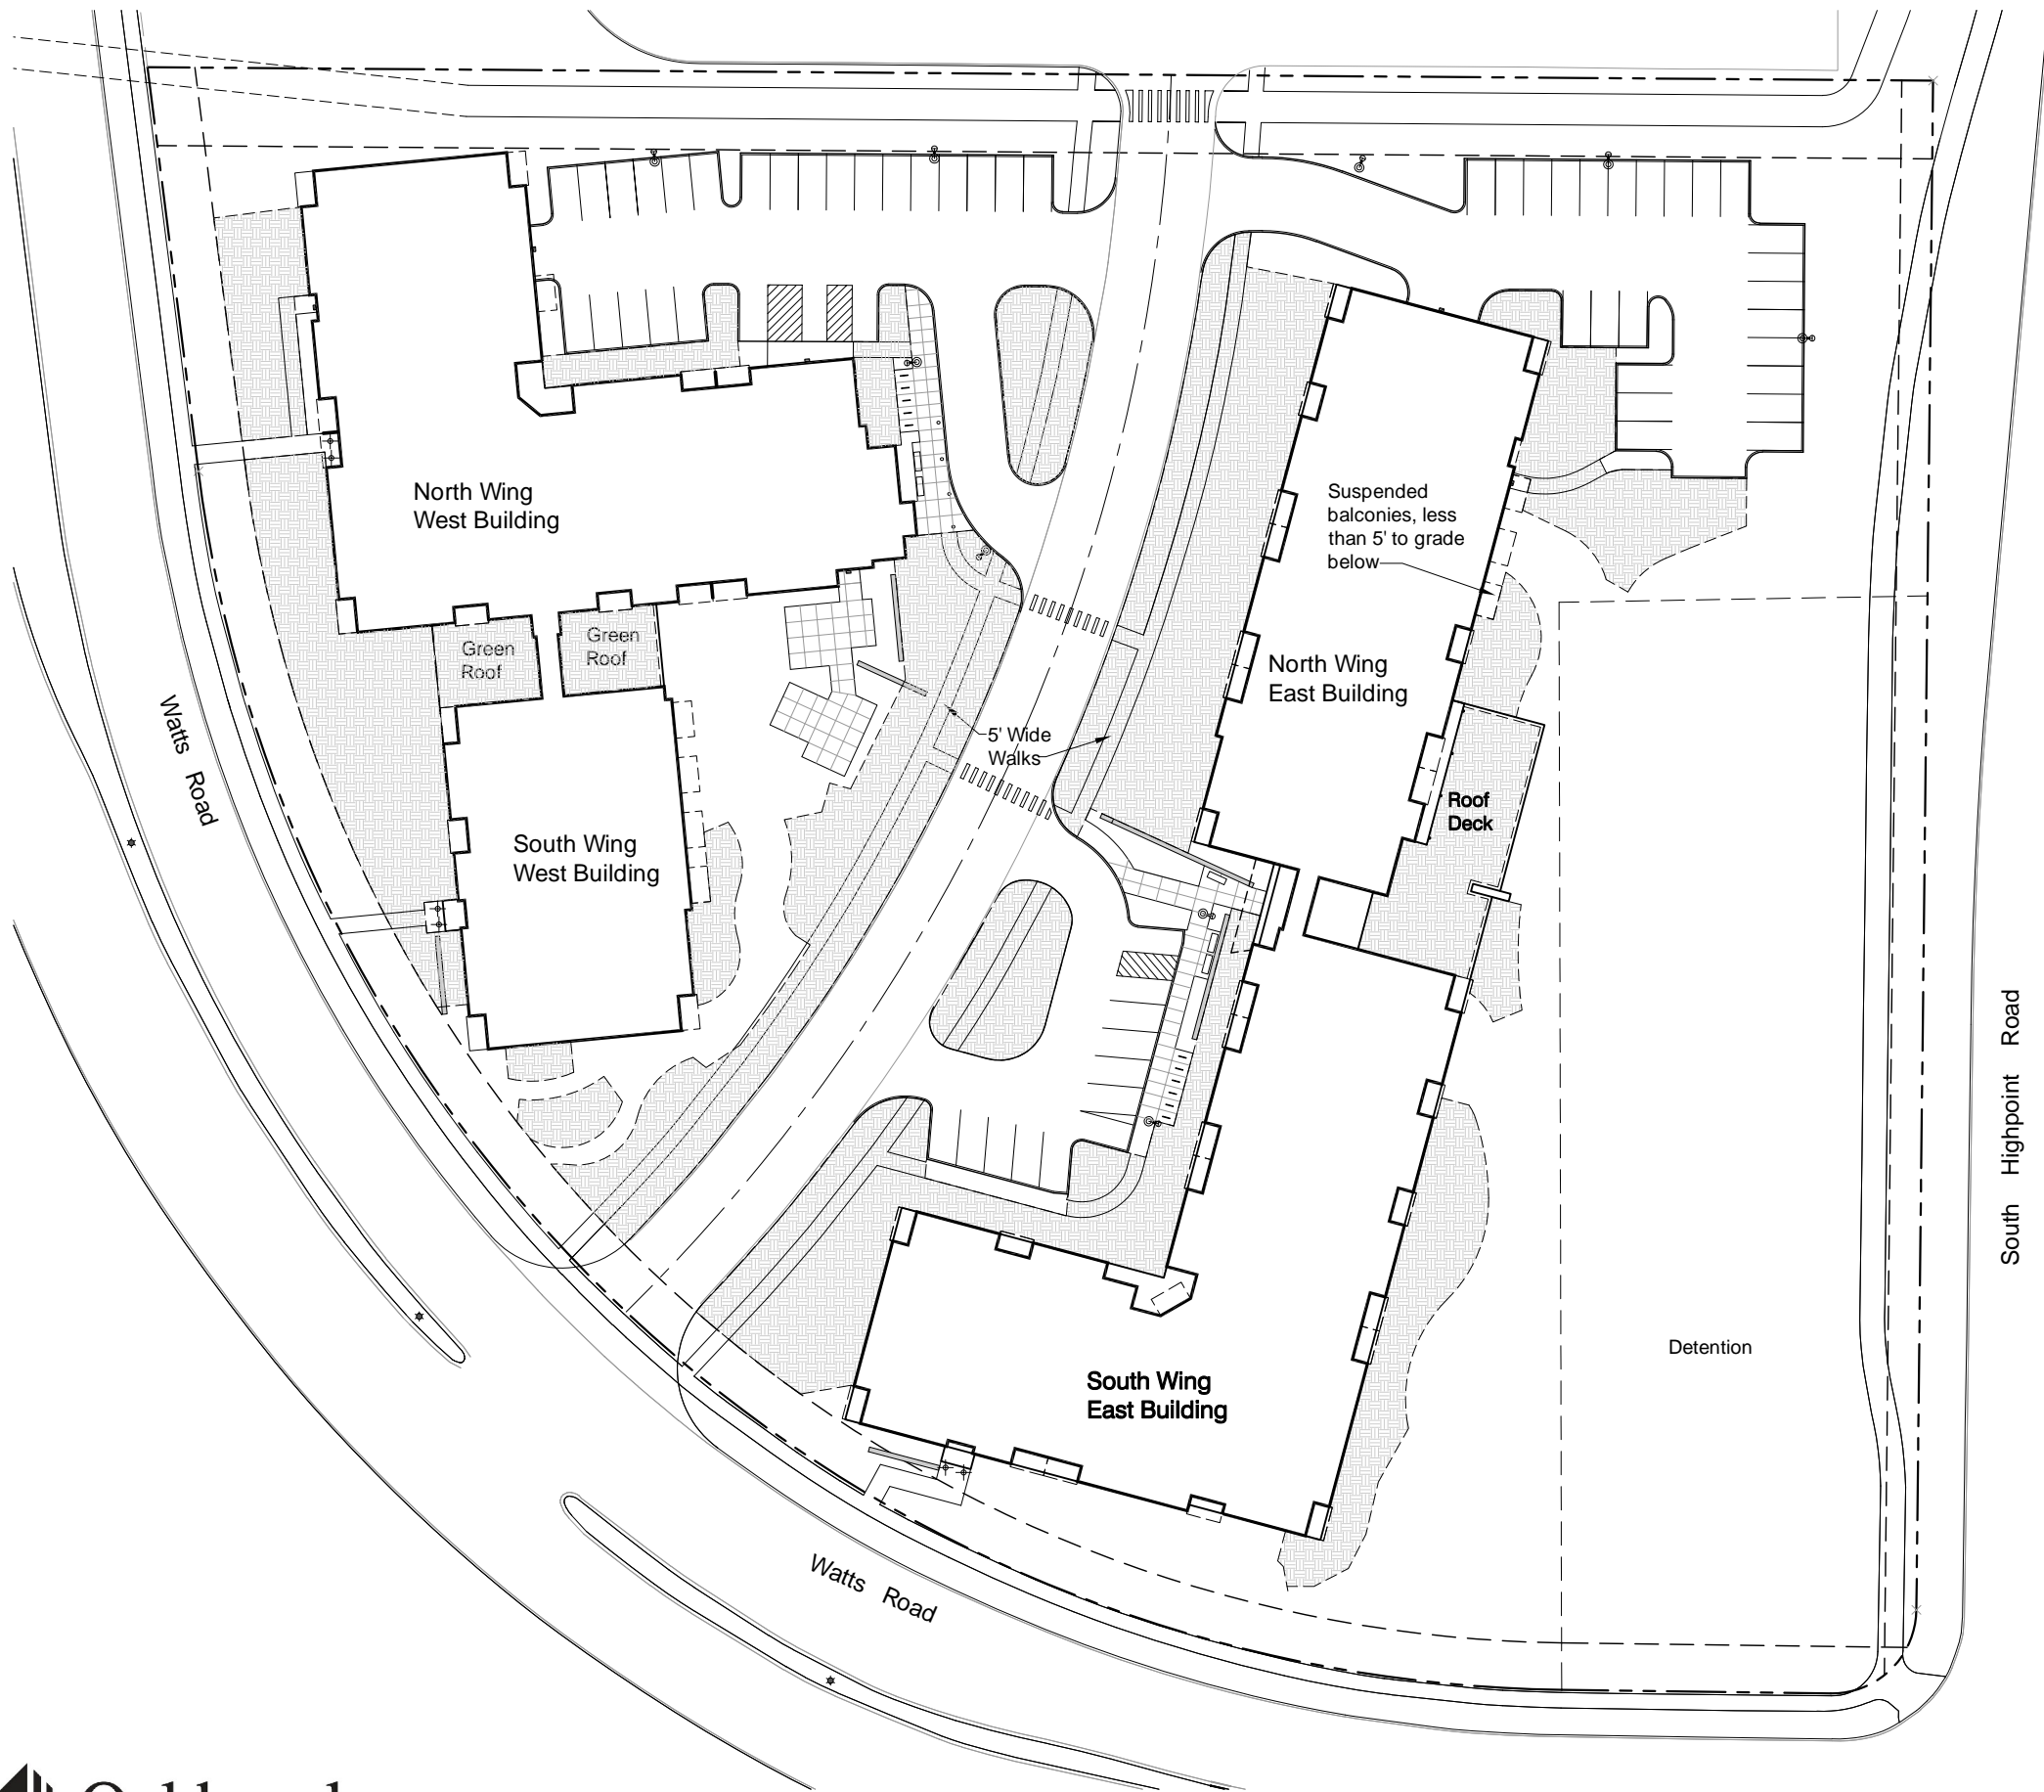 North Wing
West Building
Suspended
balconies, less
than 5' to grade
below
Green
Roof
Green
Roof
North Wing
East Building
Watts Road
5' Wide
Walks
Roof
Deck
South Wing
West Building
South Highpoint Road
Detention
South Wing
East Building
Watts Road